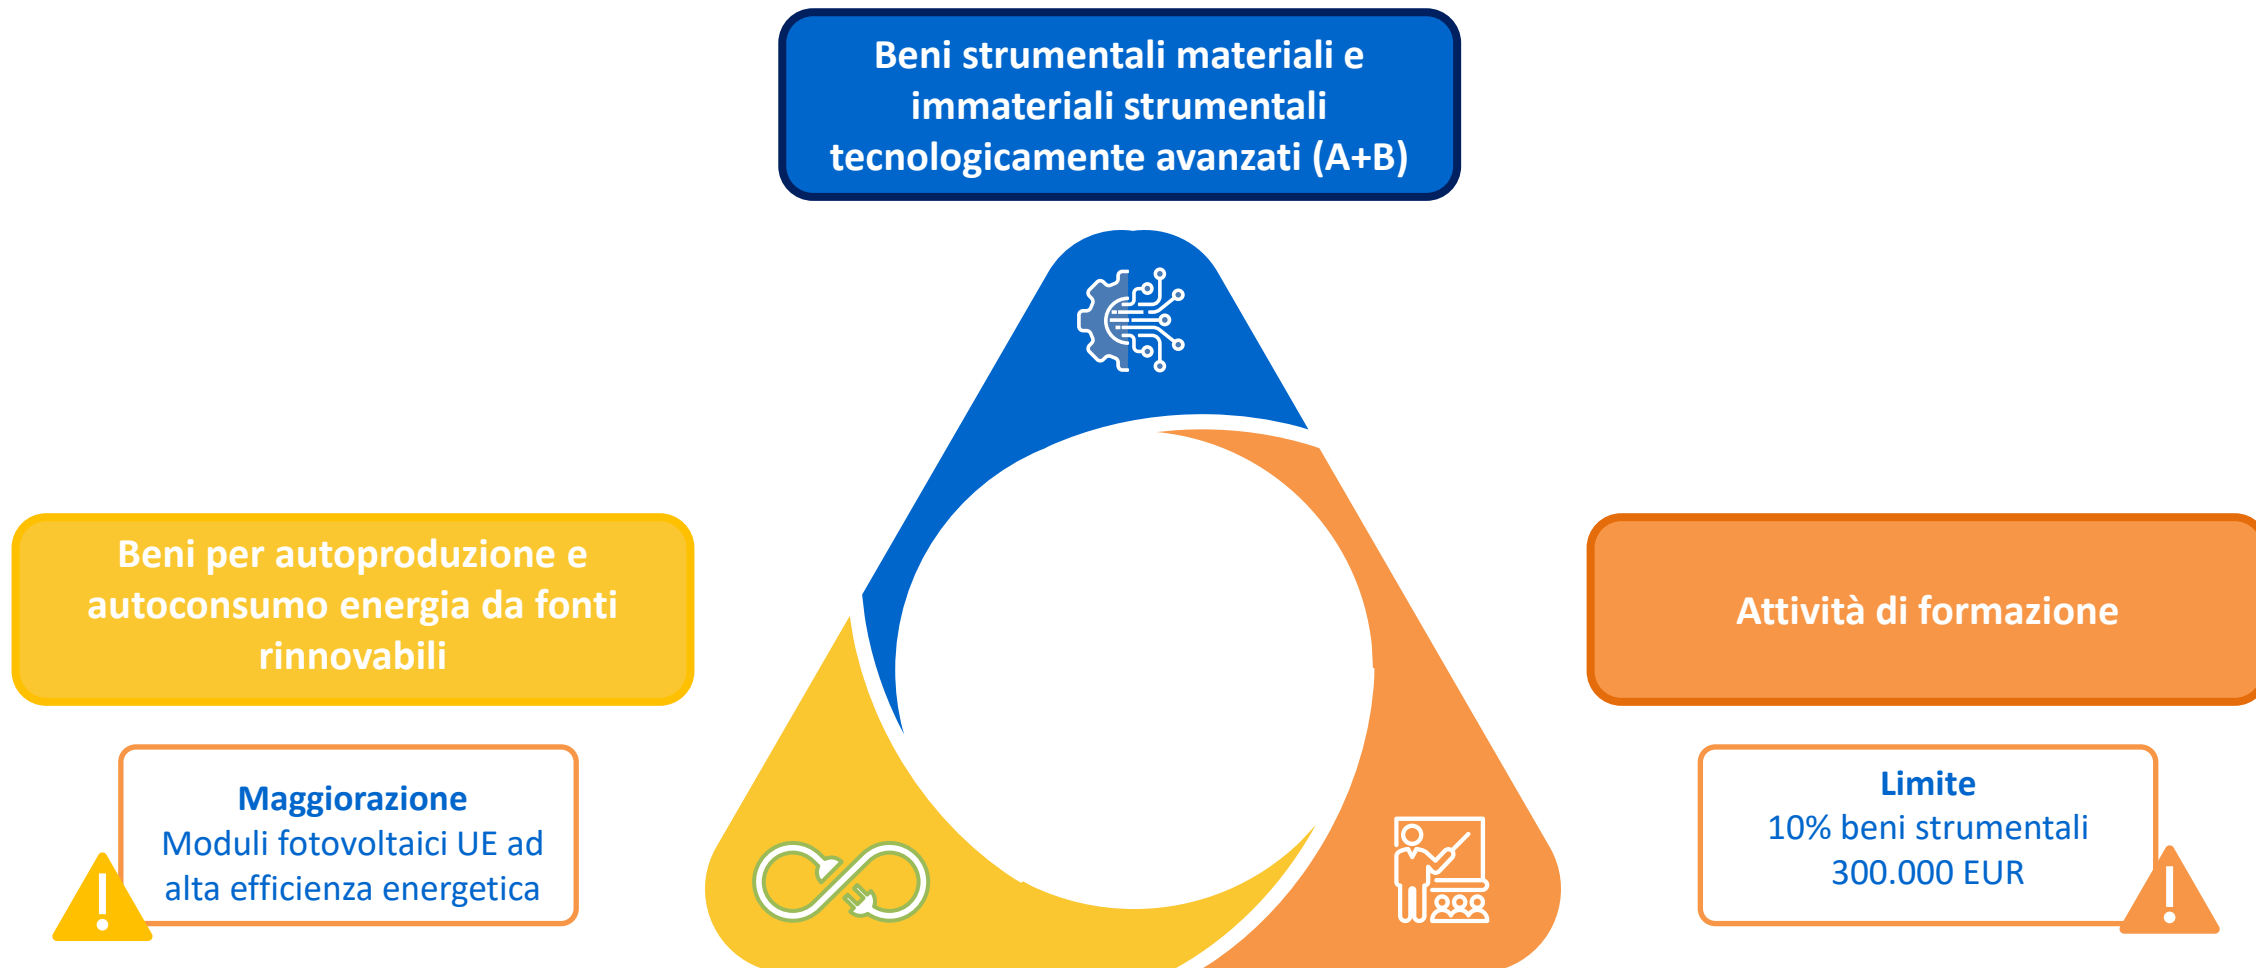 Beni strumentali materiali e
immateriali strumentali
tecnologicamente avanzati (A+B)
Beni per autoproduzione e
autoconsumo energia da fonti
rinnovabili
Attività di formazione
Maggiorazione
Moduli fotovoltaici UE ad
alta efficienza energetica
Limite
10% beni strumentali
300.000 EUR